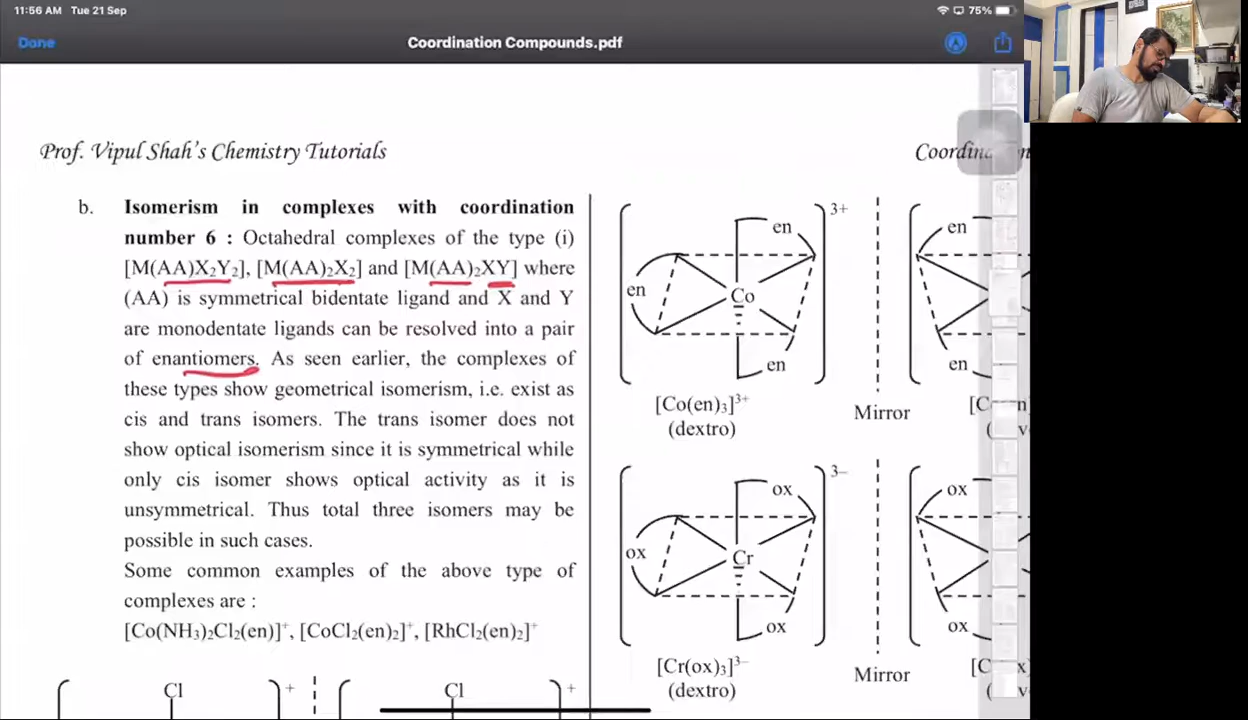 11:56 AM Tue 21 Sep
75%
Done
Coordination Compounds.pdf
Prof. Vipul Shah's Chemistry Tutorials
b. Isomerism in complexes with coordination
number 6 : Octahedral complexes of the type (i)
[M(AA)X₂Y₂], [M(AA)₂X₂] and [M(AA)₂XY] where
(AA) is symmetrical bidentate ligand and X and Y
are monodentate ligands can be resolved into a pair
of enantiomers. As seen earlier, the complexes of
these types show geometrical isomerism, i.e. exist as
cis and trans isomers. The trans isomer does not
show optical isomerism since it is symmetrical while
only cis isomer shows optical activity as it is
unsymmetrical. Thus total three isomers may be
possible in such cases.
Some common examples of the above type of
complexes are :
[Co(NH₃)₂Cl₂(en)]⁺, [CoCl₂(en)₂]⁺, [RhCl₂(en)₂]⁺
Cl
+
Cl
+
3+
en
en
en Co
en
en
[Co(en)₃]³⁺
(dextro)
Mirror
3–
ox
ox
ox Cr
ox
ox
[Cr(ox)₃]³⁻
(dextro)
Mirror